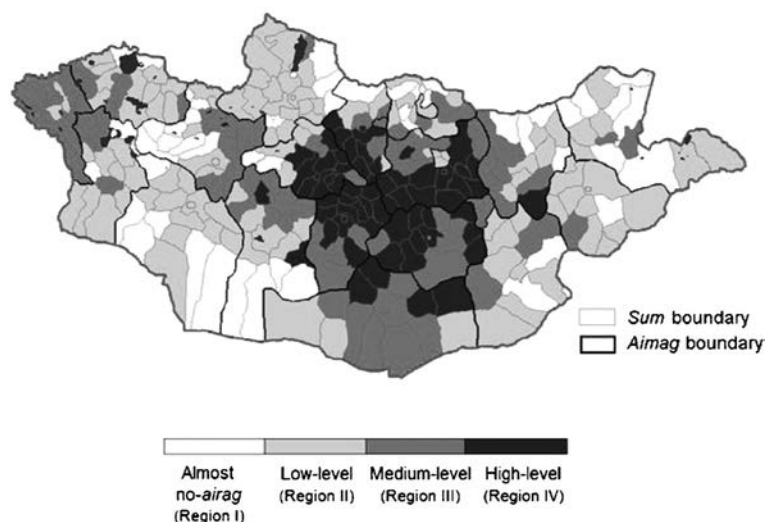 Sum boundary
Aimag boundary
Almost no-airag (Region I)
Low-level (Region II)
Medium-level (Region III)
High-level (Region IV)